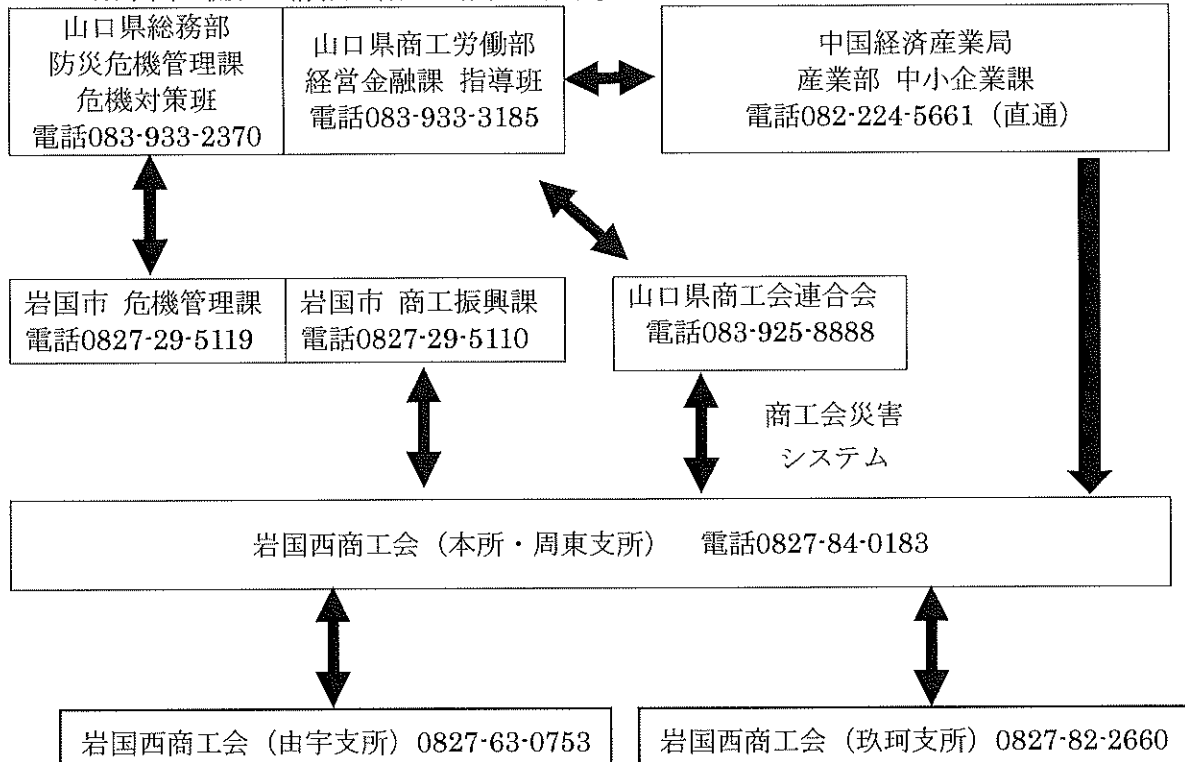 山口県総務部
防災危機管理課
危機対策班
電話083-933-2370
山口県商工労働部
経営金融課 指導班
電話083-933-3185
中国経済産業局
産業部 中小企業課
電話082-224-5661（直通）
岩国市 危機管理課
電話0827-29-5119
岩国市 商工振興課
電話0827-29-5110
山口県商工会連合会
電話083-925-8888
商工会災害
システム
岩国西商工会（本所・周東支所） 電話0827-84-0183
岩国西商工会（由宇支所）0827-63-0753
岩国西商工会（玖珂支所）0827-82-2660